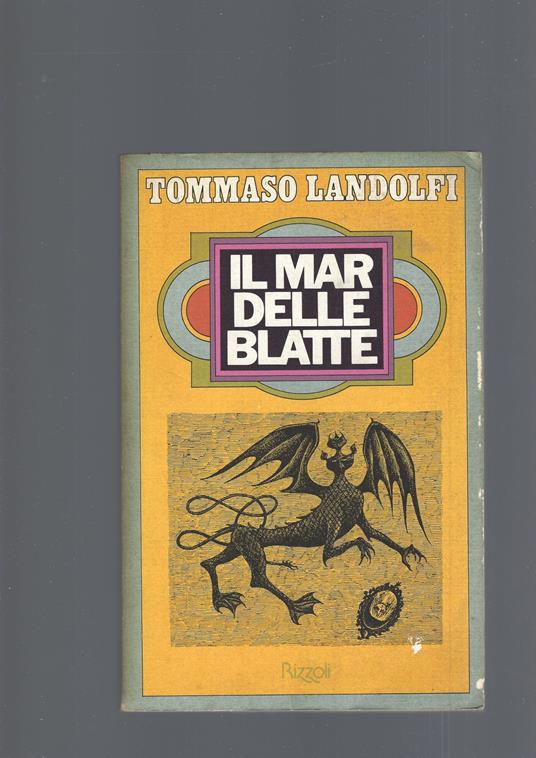 TOMMASO LANDOLFI
IL MAR
DELLE
BLATTE
Rizzoli